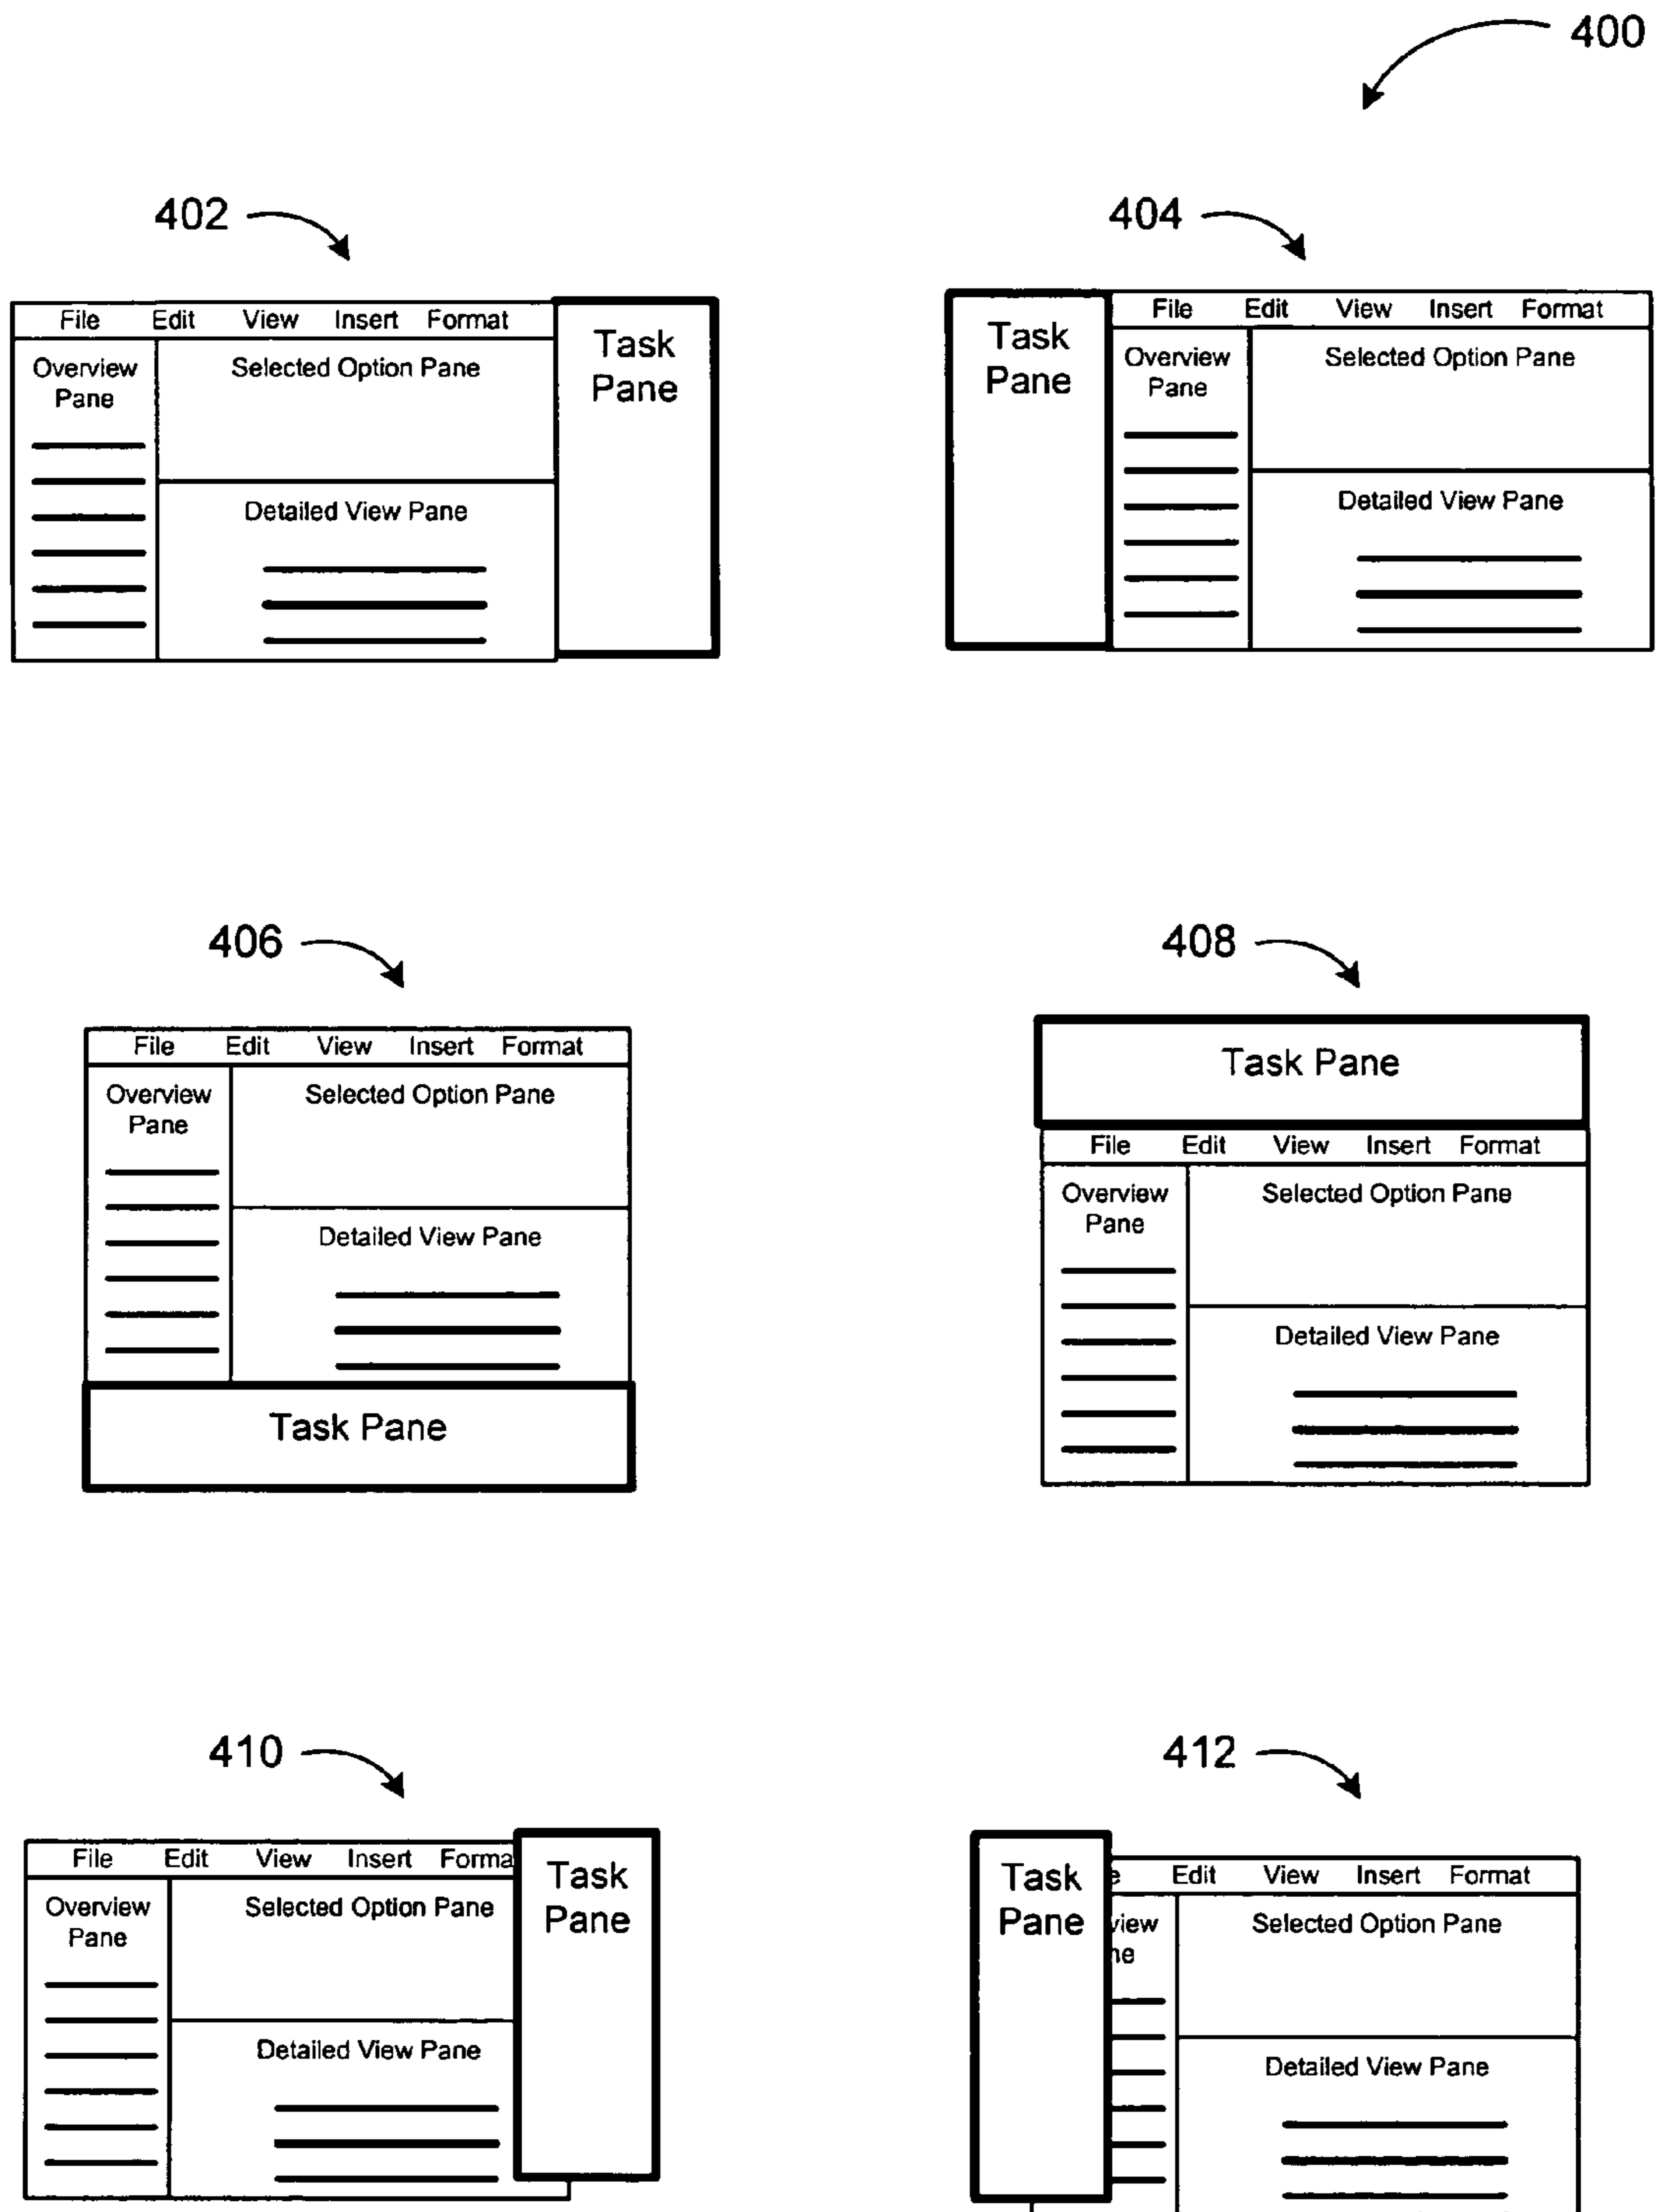 400
402
File Edit View Insert Format
Overview
Pane
Selected Option Pane
Detailed View Pane
Task
Pane
404
Task
Pane
File Edit View Insert Format
Overview
Pane
Selected Option Pane
Detailed View Pane
406
File Edit View Insert Format
Overview
Pane
Selected Option Pane
Detailed View Pane
Task Pane
408
Task Pane
File Edit View Insert Format
Overview
Pane
Selected Option Pane
Detailed View Pane
410
File Edit View Insert Forma
Overview
Pane
Selected Option Pane
Detailed View Pane
Task
Pane
412
Task
Pane
e Edit View Insert Format
view
ne
Selected Option Pane
Detailed View Pane